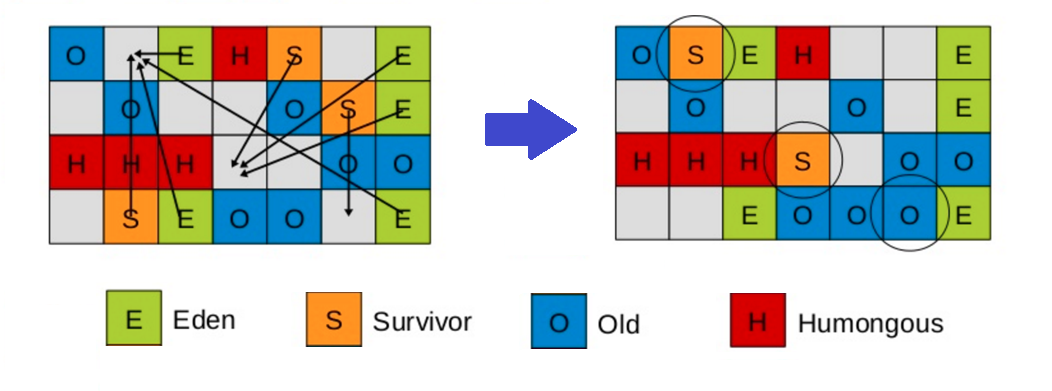 O E H S E
O O S E
H H H O O
S E O O E
O S E H E
O O E
H H H S O O
E O O O E
E Eden S Survivor O Old H Humongous